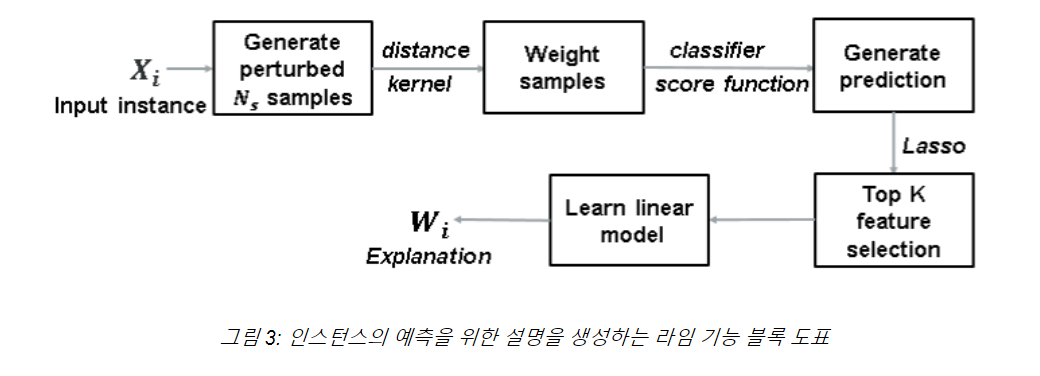 X_i
Input instance
Generate
perturbed
N_s samples
distance
kernel
Weight
samples
classifier
score function
Generate
prediction
Lasso
Top K
feature
selection
Learn linear
model
W_i
Explanation
그림 3: 인스턴스의 예측을 위한 설명을 생성하는 라임 기능 블록 도표